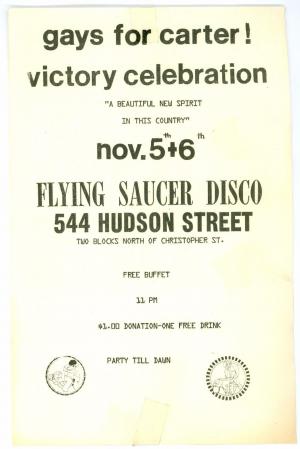 gays for carter!
victory celebration
"A BEAUTIFUL NEW SPIRIT
IN THIS COUNTRY"
nov. 5th+6th
FLYING SAUCER DISCO
544 HUDSON STREET
TWO BLOCKS NORTH OF CHRISTOPHER ST.
FREE BUFFET
11 PM
$1.00 DONATION-ONE FREE DRINK
PARTY TILL DAWN